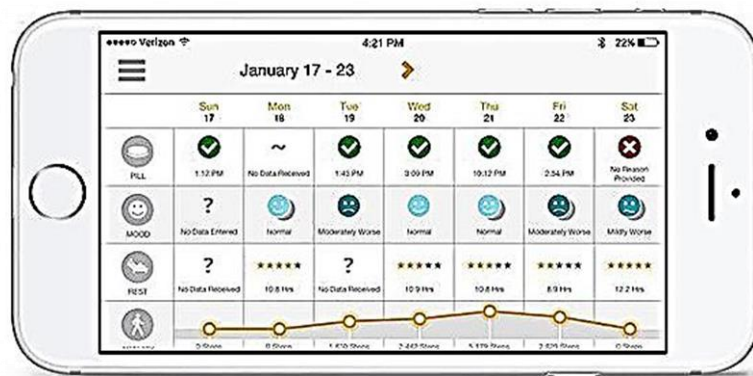 Verizon 4:21 PM 22%
January 17 - 23
Sun Mon Tue Wed Thu Fri Sat
17 18 19 20 21 22 23
✓ ~ ✓ ✓ ✓ ✓ X
PILL 1:12 PM No Data Received 1:43 PM 3:09 PM 10:12 PM 2:54 PM No Reason
Provided
?
MOOD No Data Entered Normal Moderately Worse Normal Normal Moderately Worse Mildly Worse
? ★★★★★ ? ★★★★★ ★★★★★ ★★★★★ ★★★★★
REST No Data Received 10.8 Hrs No Data Received 10.9 Hrs 10.8 Hrs 8.9 Hrs 12.2 Hrs
0 Steps 0 Steps Steps Steps Steps Steps 0 Steps